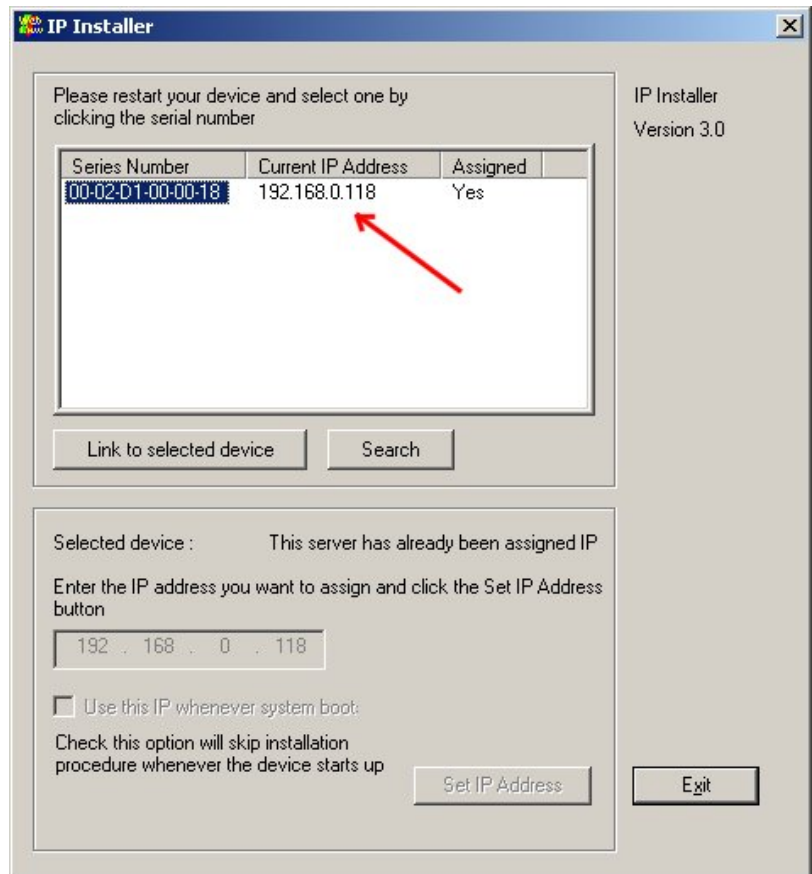 IP Installer
Please restart your device and select one by
clicking the serial number
IP Installer
Version 3.0
Series Number Current IP Address Assigned
00-02-D1-00-00-18 192.168.0.118 Yes
Link to selected device Search
Selected device : This server has already been assigned IP
Enter the IP address you want to assign and click the Set IP Address
button
192 . 168 . 0 . 118
Use this IP whenever system boot
Check this option will skip installation
procedure whenever the device starts up
Set IP Address
Exit